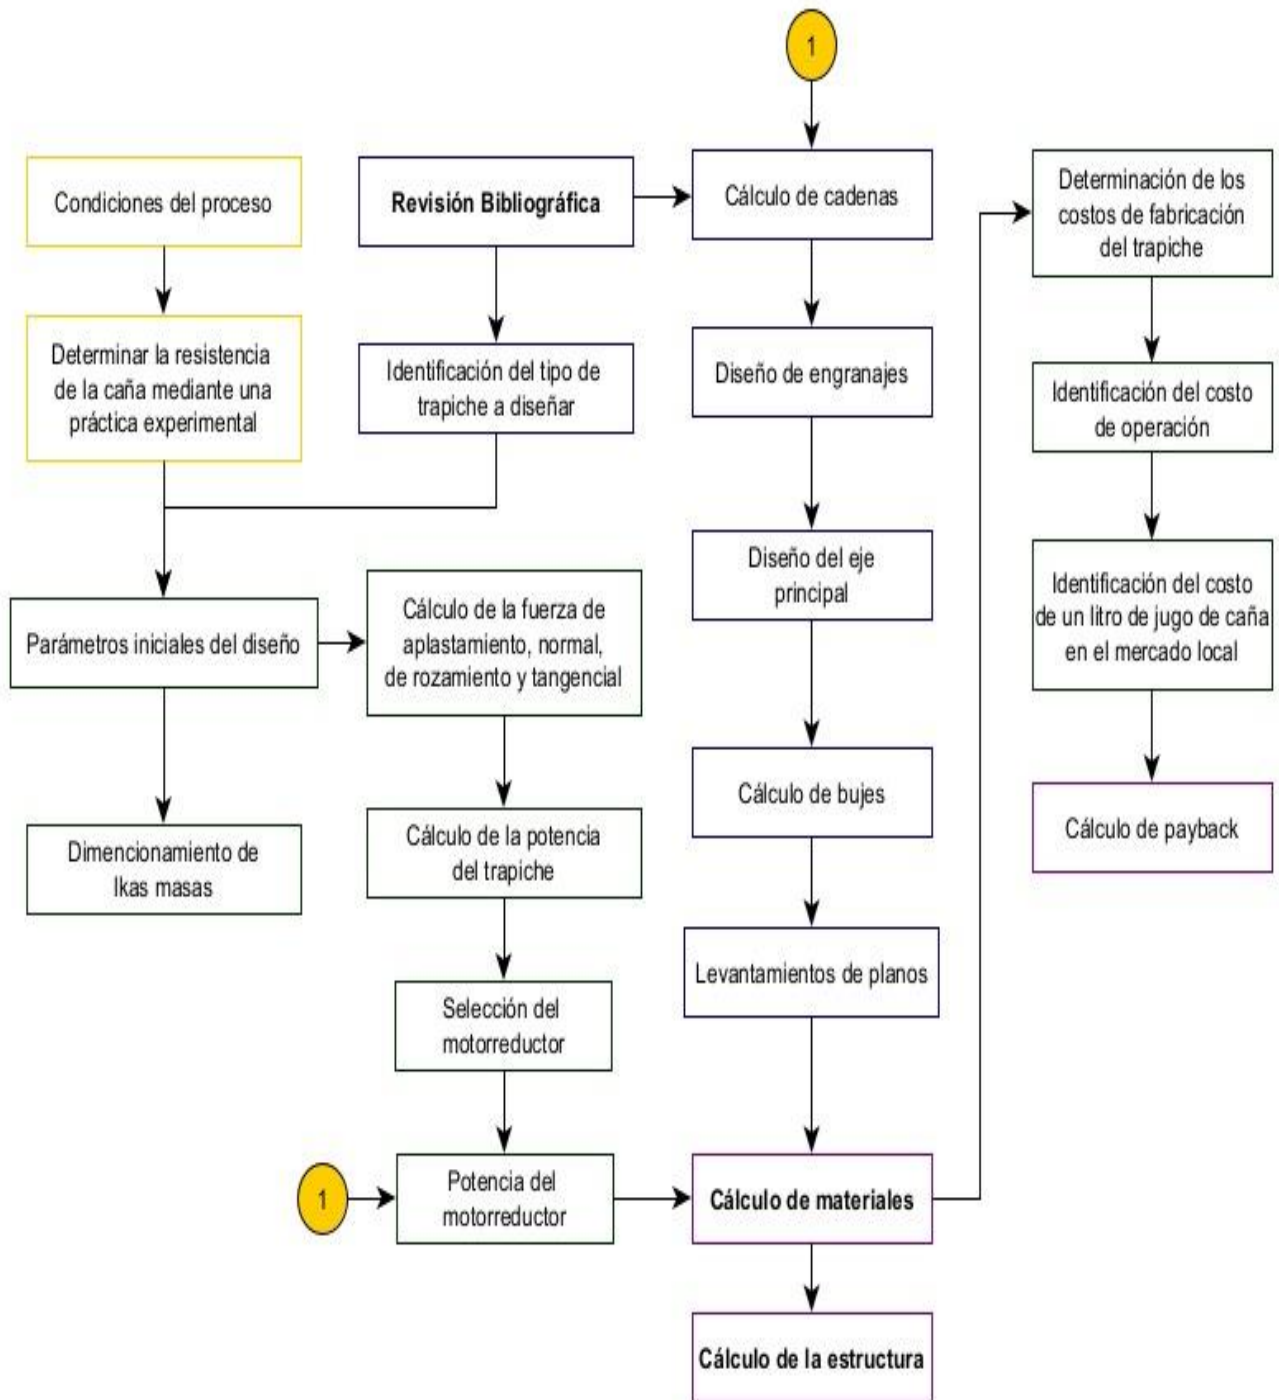 1
Condiciones del proceso
Determinar la resistencia
de la caña mediante una
práctica experimental
Revisión Bibliográfica
Identificación del tipo de
trapiche a diseñar
Parámetros iniciales del diseño
Dimencionamiento de
Ikas masas
Cálculo de la fuerza de
aplastamiento, normal,
de rozamiento y tangencial
Cálculo de la potencia
del trapiche
Selección del
motorreductor
1
Potencia del
motorreductor
Cálculo de cadenas
Diseño de engranajes
Diseño del eje
principal
Cálculo de bujes
Levantamientos de planos
Cálculo de materiales
Cálculo de la estructura
Determinación de los
costos de fabricación
del trapiche
Identificación del costo
de operación
Identificación del costo
de un litro de jugo de caña
en el mercado local
Cálculo de payback